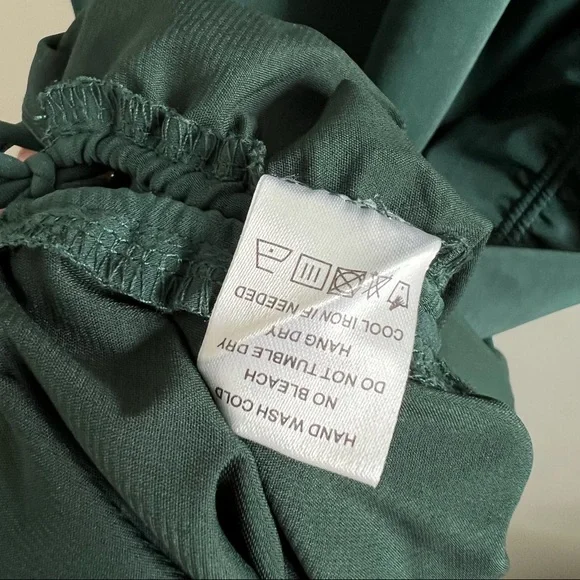 HAND WASH COLD
NO BLEACH
DO NOT TUMBLE DRY
HANG DRY
COOL IRON IF NEEDED